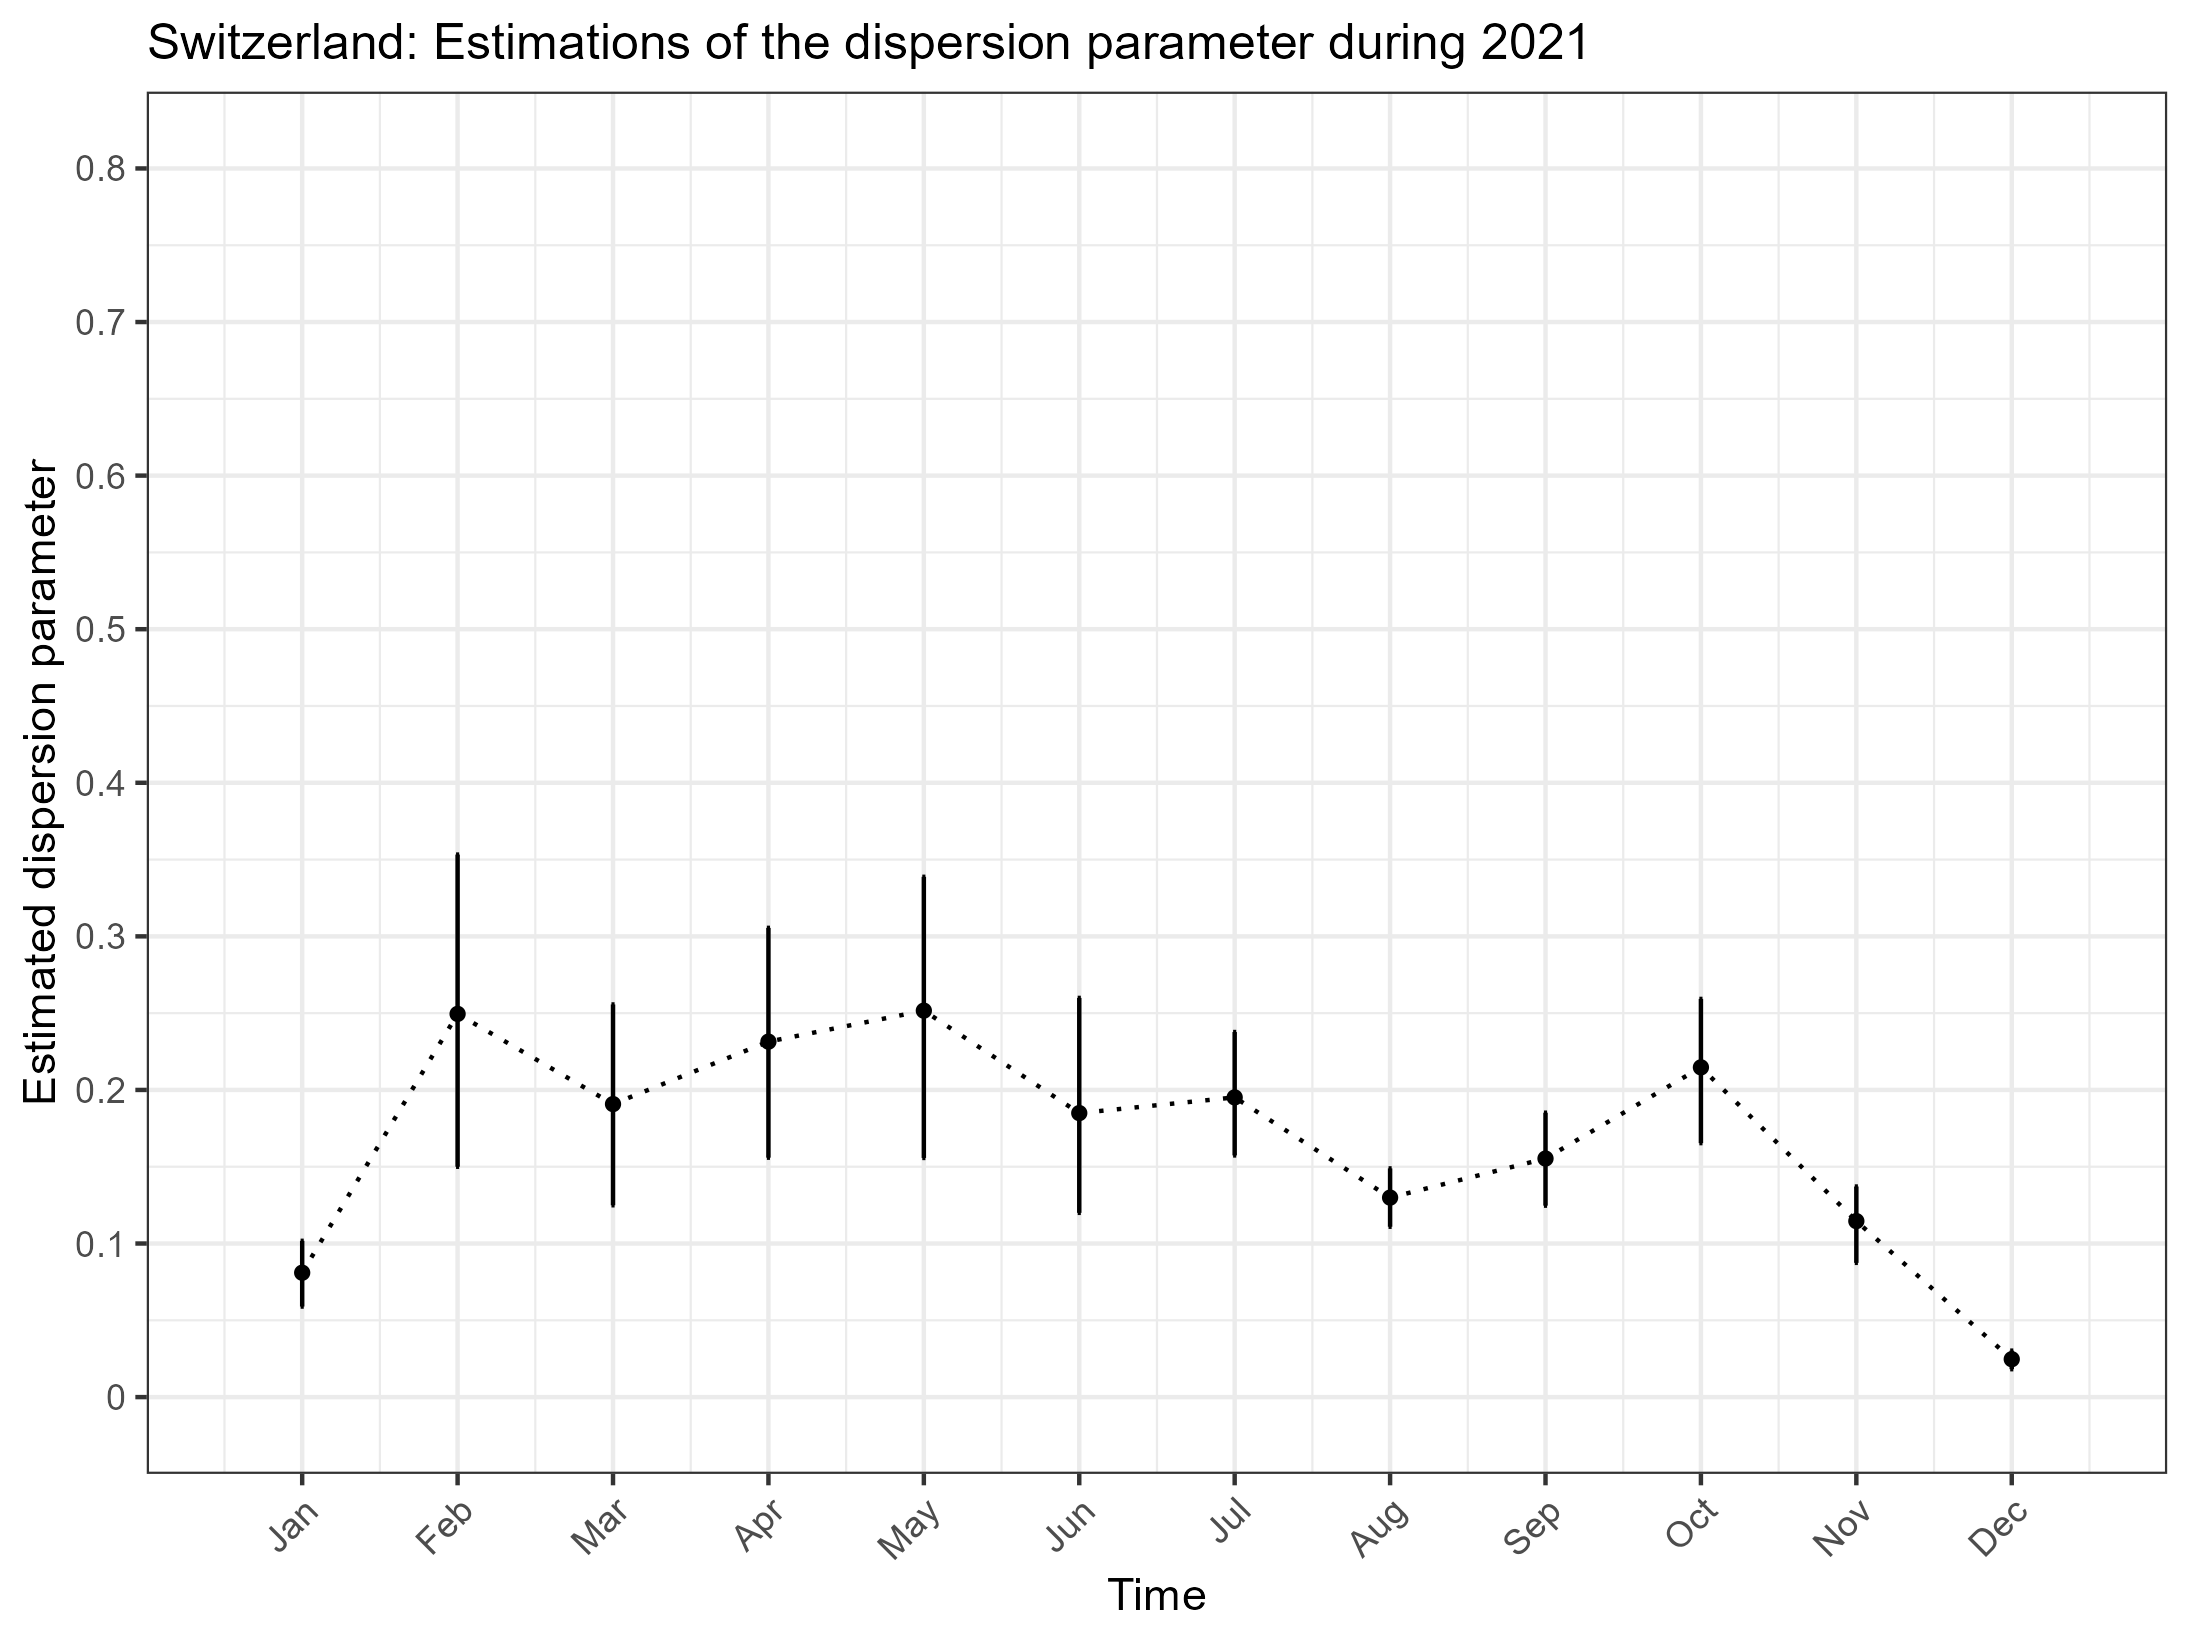 Switzerland: Estimations of the dispersion parameter during 2021
Estimated dispersion parameter
0.8
0.7
0.6
0.5
0.4
0.3
0.2
0.1
0
Jan Feb Mar Apr May Jun Jul Aug Sep Oct Nov Dec
Time